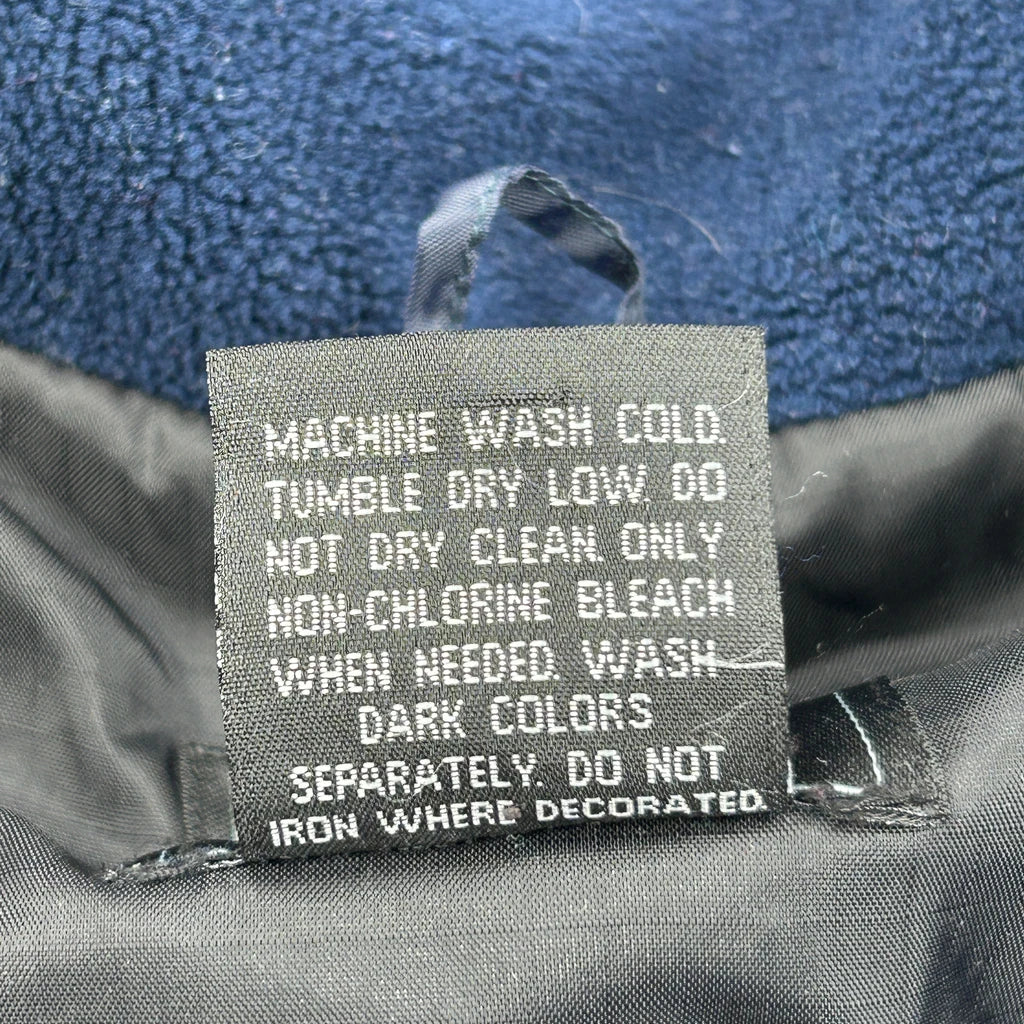 MACHINE WASH COLD.
TUMBLE DRY LOW. DO
NOT DRY CLEAN. ONLY
NON-CHLORINE BLEACH
WHEN NEEDED. WASH
DARK COLORS
SEPARATELY. DO NOT
IRON WHERE DECORATED.